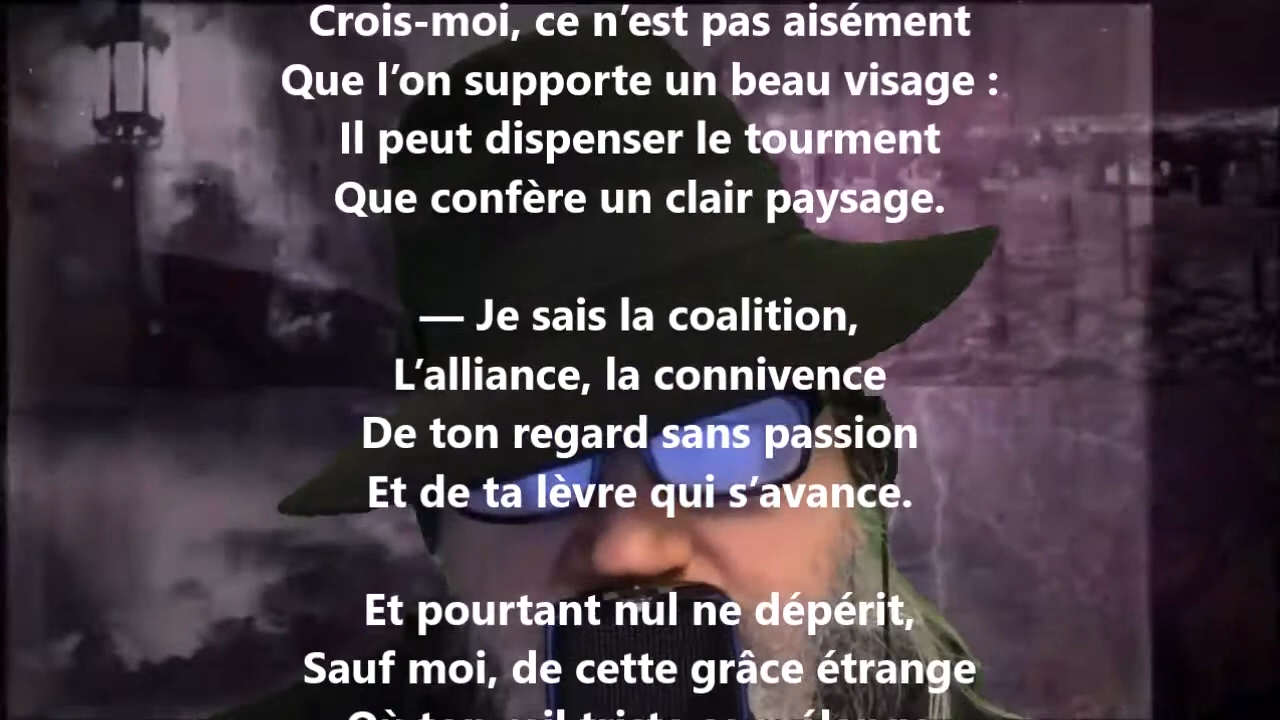 Crois-moi, ce n’est pas aisément
Que l’on supporte un beau visage :
Il peut dispenser le tourment
Que confère un clair paysage.
— Je sais la coalition,
L’alliance, la connivence
De ton regard sans passion
Et de ta lèvre qui s’avance.
Et pourtant nul ne dépérit,
Sauf moi, de cette grâce étrange